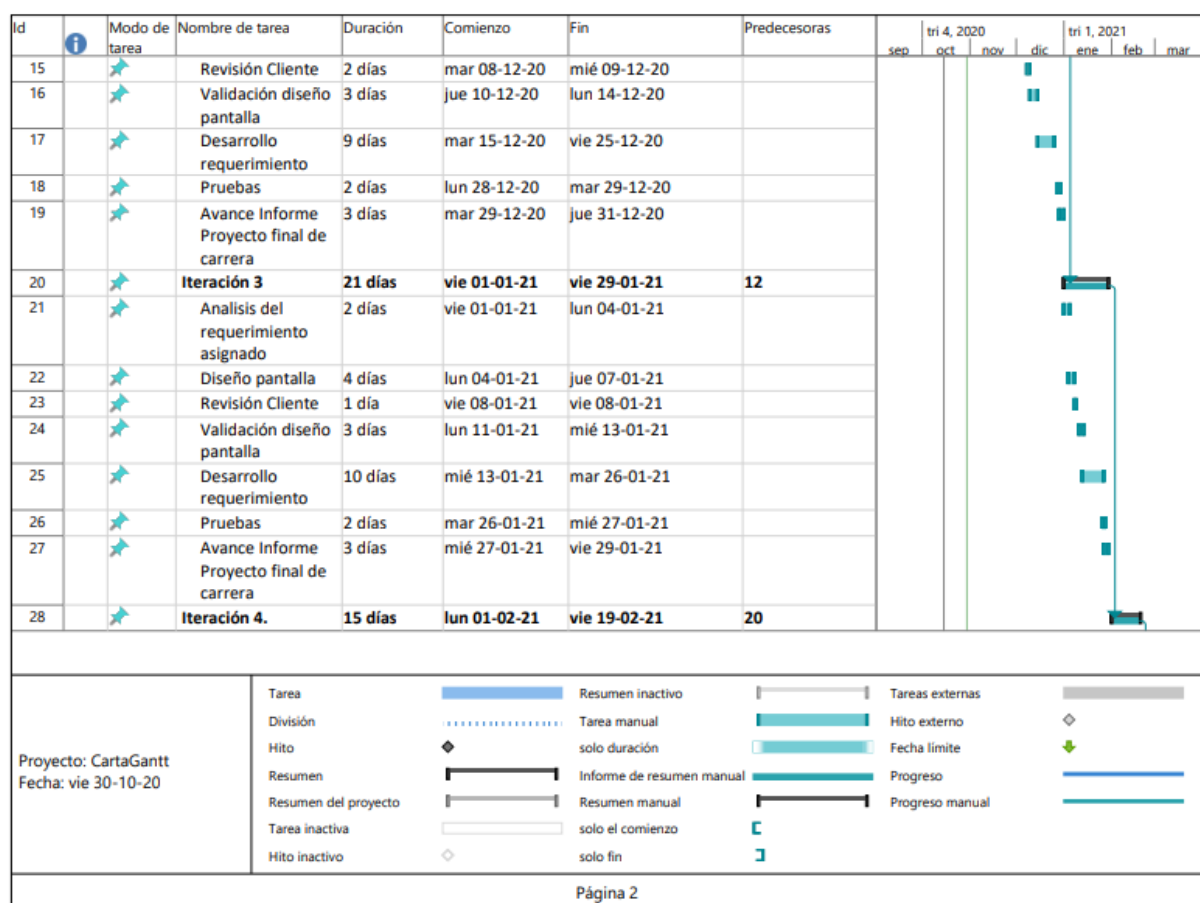 Id Modo de tarea Nombre de tarea Duración Comienzo Fin Predecesoras
tri 4, 2020 tri 1, 2021
sep oct nov dic ene feb mar
15 Revisión Cliente 2 días mar 08-12-20 mié 09-12-20
16 Validación diseño 3 días jue 10-12-20 lun 14-12-20
pantalla
17 Desarrollo 9 días mar 15-12-20 vie 25-12-20
requerimiento
18 Pruebas 2 días lun 28-12-20 mar 29-12-20
19 Avance Informe 3 días mar 29-12-20 jue 31-12-20
Proyecto final de
carrera
20 Iteración 3 21 días vie 01-01-21 vie 29-01-21 12
21 Analisis del 2 días vie 01-01-21 lun 04-01-21
requerimiento
asignado
22 Diseño pantalla 4 días lun 04-01-21 jue 07-01-21
23 Revisión Cliente 1 día vie 08-01-21 vie 08-01-21
24 Validación diseño 3 días lun 11-01-21 mié 13-01-21
pantalla
25 Desarrollo 10 días mié 13-01-21 mar 26-01-21
requerimiento
26 Pruebas 2 días mar 26-01-21 mié 27-01-21
27 Avance Informe 3 días mié 27-01-21 vie 29-01-21
Proyecto final de
carrera
28 Iteración 4. 15 días lun 01-02-21 vie 19-02-21 20
Proyecto: CartaGantt
Fecha: vie 30-10-20
Tarea Resumen inactivo Tareas externas
División Tarea manual Hito externo
Hito solo duración Fecha límite
Resumen Informe de resumen manual Progreso
Resumen del proyecto Resumen manual Progreso manual
Tarea inactiva solo el comienzo
Hito inactivo solo fin
Página 2